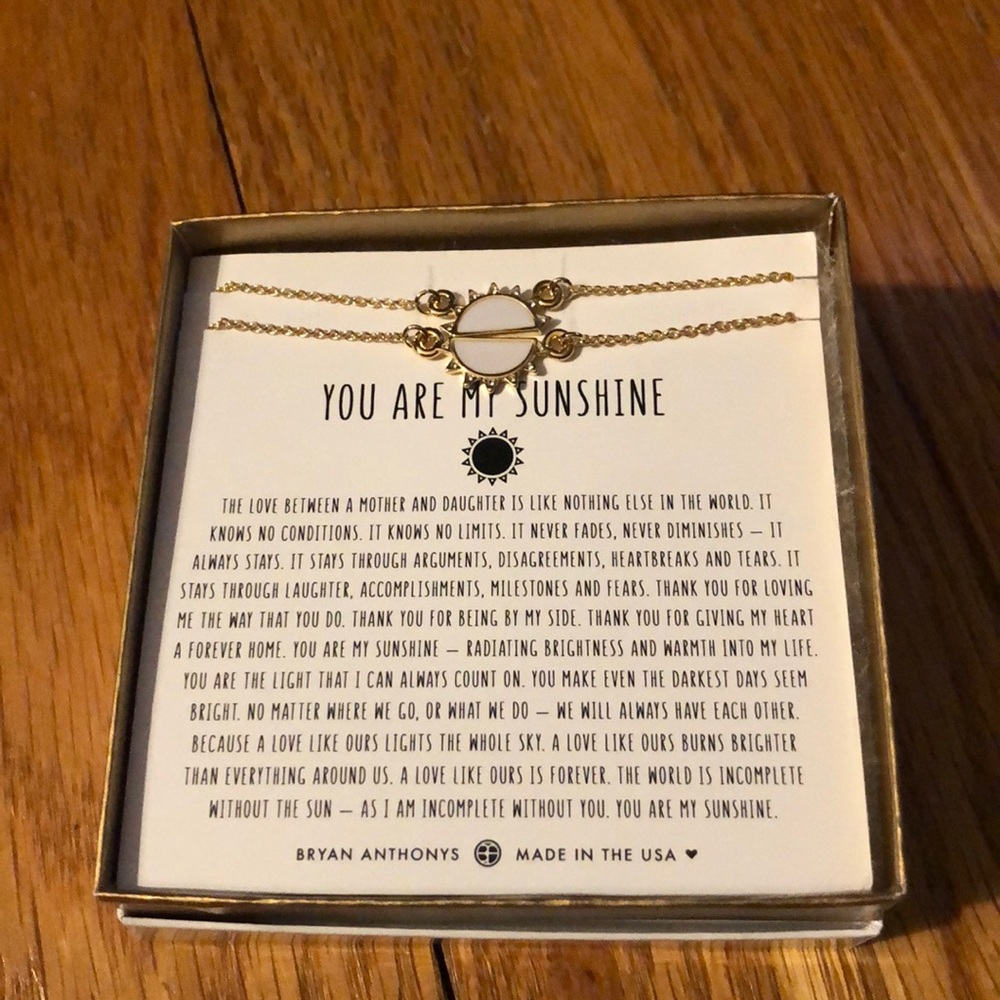 YOU ARE MY SUNSHINE
THE LOVE BETWEEN A MOTHER AND DAUGHTER IS LIKE NOTHING ELSE IN THE WORLD. IT
KNOWS NO CONDITIONS. IT KNOWS NO LIMITS. IT NEVER FADES, NEVER DIMINISHES – IT
ALWAYS STAYS. IT STAYS THROUGH ARGUMENTS, DISAGREEMENTS, HEARTBREAKS AND TEARS. IT
STAYS THROUGH LAUGHTER, ACCOMPLISHMENTS, MILESTONES AND FEARS. THANK YOU FOR LOVING
ME THE WAY THAT YOU DO. THANK YOU FOR BEING BY MY SIDE. THANK YOU FOR GIVING MY HEART
A FOREVER HOME. YOU ARE MY SUNSHINE – RADIATING BRIGHTNESS AND WARMTH INTO MY LIFE.
YOU ARE THE LIGHT THAT I CAN ALWAYS COUNT ON. YOU MAKE EVEN THE DARKEST DAYS SEEM
BRIGHT. NO MATTER WHERE WE GO, OR WHAT WE DO – WE WILL ALWAYS HAVE EACH OTHER.
BECAUSE A LOVE LIKE OURS LIGHTS THE WHOLE SKY. A LOVE LIKE OURS BURNS BRIGHTER
THAN EVERYTHING AROUND US. A LOVE LIKE OURS IS FOREVER. THE WORLD IS INCOMPLETE
WITHOUT THE SUN – AS I AM INCOMPLETE WITHOUT YOU. YOU ARE MY SUNSHINE.
BRYAN ANTHONYS MADE IN THE USA ♥